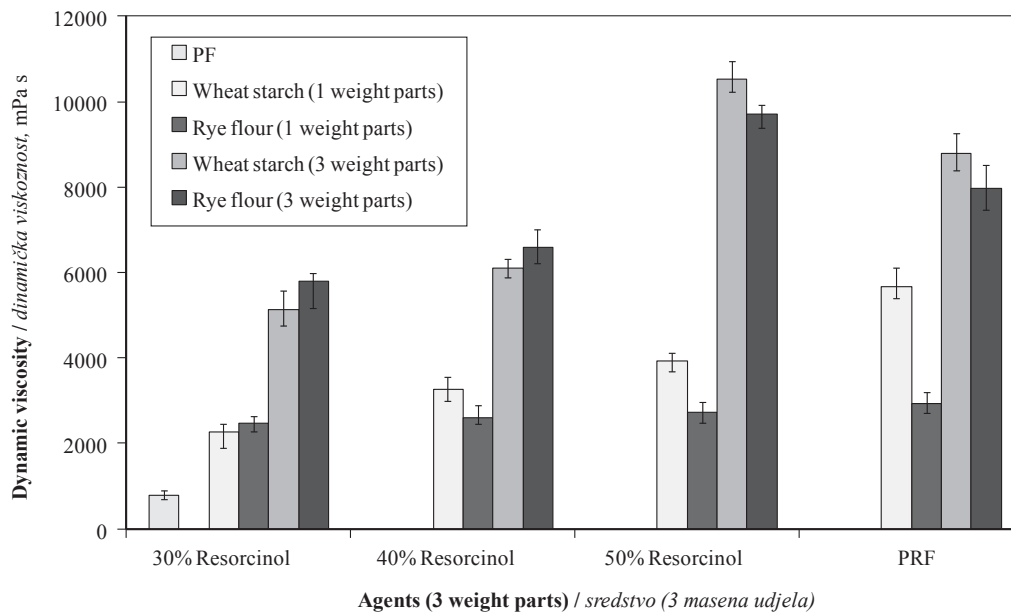 Dynamic viscosity / dinamička viskoznost, mPa s
12000
10000
8000
6000
4000
2000
0
PF
Wheat starch (1 weight parts)
Rye flour (1 weight parts)
Wheat starch (3 weight parts)
Rye flour (3 weight parts)
30% Resorcinol
40% Resorcinol
50% Resorcinol
PRF
Agents (3 weight parts) / sredstvo (3 masena udjela)